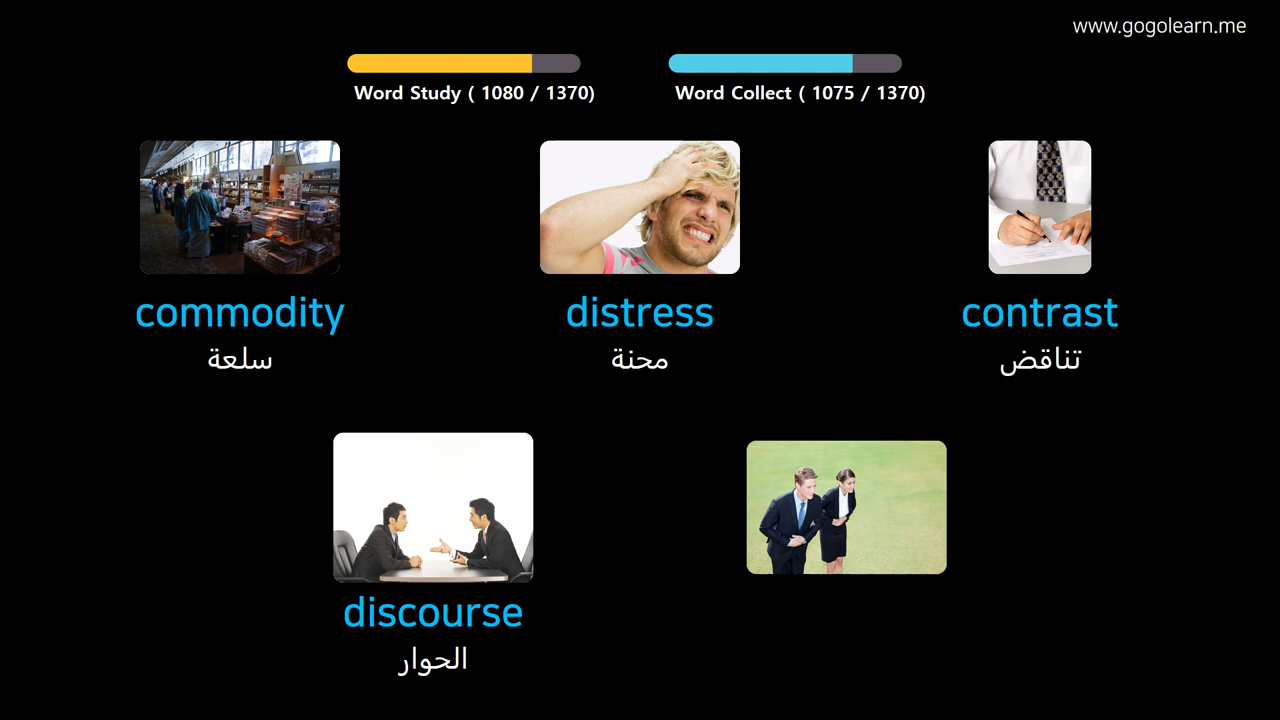 www.gogolearn.me
Word Study ( 1080 / 1370)
Word Collect ( 1075 / 1370)
commodity
سلعة
distress
محنة
contrast
تناقض
discourse
الحوار